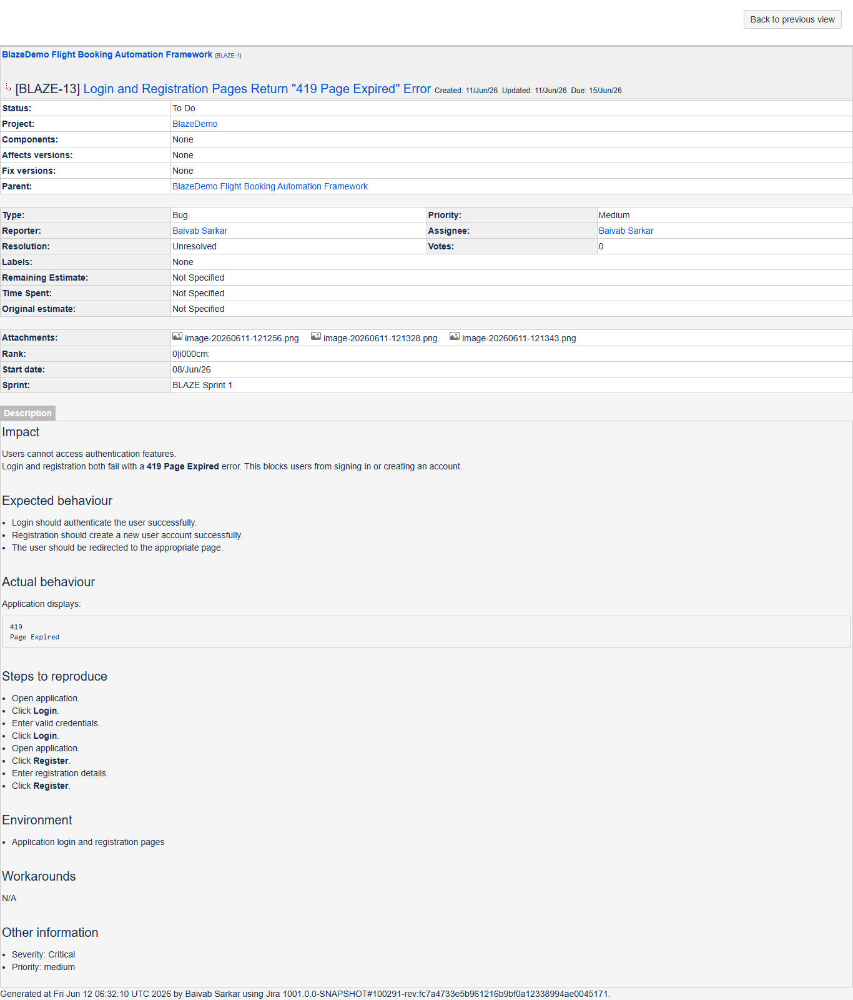 Back to previous view
BlazeDemo Flight Booking Automation Framework (BLAZE-1)
[BLAZE-13] Login and Registration Pages Return "419 Page Expired" Error Created: 11/Jun/26 Updated: 11/Jun/26 Due: 15/Jun/26
Status: To Do
Project: BlazeDemo
Components: None
Affects versions: None
Fix versions: None
Parent: BlazeDemo Flight Booking Automation Framework
Type: Bug Priority: Medium
Reporter: Baivab Sarkar Assignee: Baivab Sarkar
Resolution: Unresolved Votes: 0
Labels: None
Remaining Estimate: Not Specified
Time Spent: Not Specified
Original estimate: Not Specified
Attachments: image-20260611-121256.png image-20260611-121328.png image-20260611-121343.png
Rank: 0|i000cm:
Start date: 08/Jun/26
Sprint: BLAZE Sprint 1
Description
Impact
Users cannot access authentication features.
Login and registration both fail with a 419 Page Expired error. This blocks users from signing in or creating an account.
Expected behaviour
• Login should authenticate the user successfully.
• Registration should create a new user account successfully.
• The user should be redirected to the appropriate page.
Actual behaviour
Application displays:
419
Page Expired
Steps to reproduce
• Open application.
• Click Login.
• Enter valid credentials.
• Click Login.
• Open application.
• Click Register.
• Enter registration details.
• Click Register.
Environment
• Application login and registration pages
Workarounds
N/A
Other information
• Severity: Critical
• Priority: medium
Generated at Fri Jun 12 06:32:10 UTC 2026 by Baivab Sarkar using Jira 1001.0.0-SNAPSHOT#100291-rev:fc7a4733e5b961216b9bf0a12338994ae0045171.